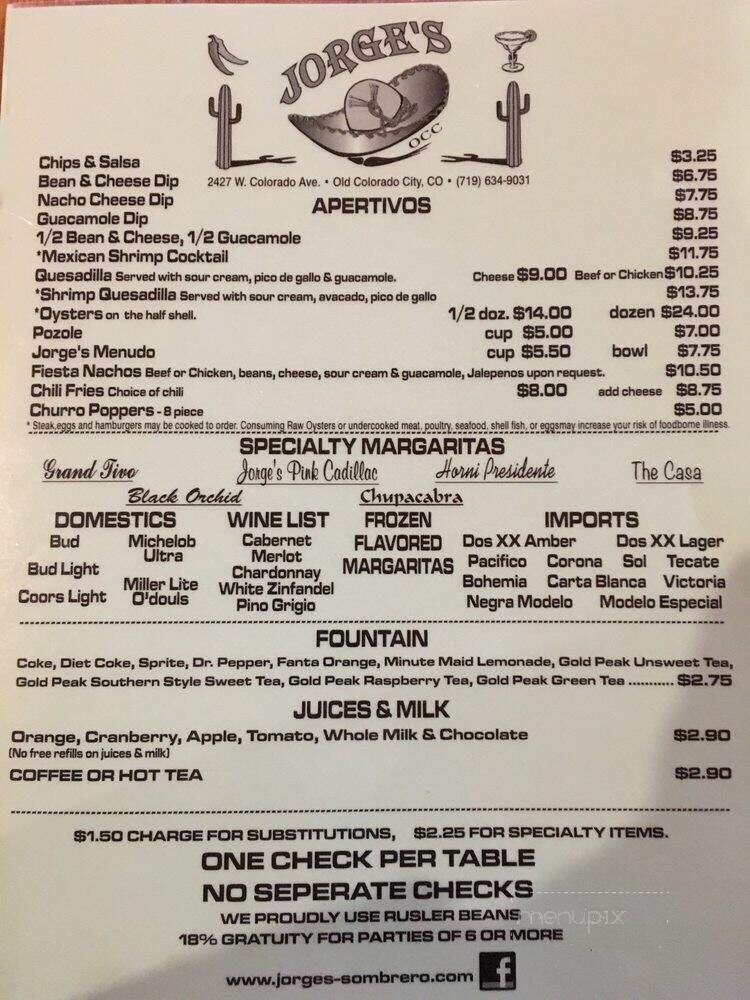 JORGE'S
OCC
Chips & Salsa $3.25
Bean & Cheese Dip $6.75
2427 W. Colorado Ave. • Old Colorado City, CO • (719) 634-9031
Nacho Cheese Dip $7.75
APERTIVOS
Guacamole Dip $8.75
1/2 Bean & Cheese, 1/2 Guacamole $9.25
*Mexican Shrimp Cocktail $11.75
Quesadilla Served with sour cream, pico de gallo & guacamole. Cheese $9.00 Beef or Chicken $10.25
*Shrimp Quesadilla Served with sour cream, avacado, pico de gallo $13.75
*Oysters on the half shell. 1/2 doz. $14.00 dozen $24.00
Pozole cup $5.00 $7.00
Jorge's Menudo cup $5.50 bowl $7.75
Fiesta Nachos Beef or Chicken, beans, cheese, sour cream & guacamole, Jalepenos upon request. $10.50
Chili Fries Choice of chili $8.00 add cheese $8.75
Churro Poppers - 8 piece $5.00
* Steak,eggs and hamburgers may be cooked to order. Consuming Raw Oysters or undercooked meat, poultry, seafood, shell fish, or eggsmay increase your risk of foodborne illness.
SPECIALTY MARGARITAS
Grand Tivo Jorge's Pink Cadillac Horni Presidente The Casa
Black Orchid Chupacabra
DOMESTICS
Bud Michelob Ultra
Bud Light
Miller Lite
Coors Light O'douls
WINE LIST
Cabernet
Merlot
Chardonnay
White Zinfandel
Pino Grigio
FROZEN
FLAVORED
MARGARITAS
IMPORTS
Dos XX Amber Dos XX Lager
Pacifico Corona Sol Tecate
Bohemia Carta Blanca Victoria
Negra Modelo Modelo Especial
FOUNTAIN
Coke, Diet Coke, Sprite, Dr. Pepper, Fanta Orange, Minute Maid Lemonade, Gold Peak Unsweet Tea,
Gold Peak Southern Style Sweet Tea, Gold Peak Raspberry Tea, Gold Peak Green Tea ........... $2.75
JUICES & MILK
Orange, Cranberry, Apple, Tomato, Whole Milk & Chocolate $2.90
(No free refills on juices & milk)
COFFEE OR HOT TEA $2.90
$1.50 CHARGE FOR SUBSTITUTIONS, $2.25 FOR SPECIALTY ITEMS.
ONE CHECK PER TABLE
NO SEPERATE CHECKS
WE PROUDLY USE RUSLER BEANS
menupix
18% GRATUITY FOR PARTIES OF 6 OR MORE
www.jorges-sombrero.com f